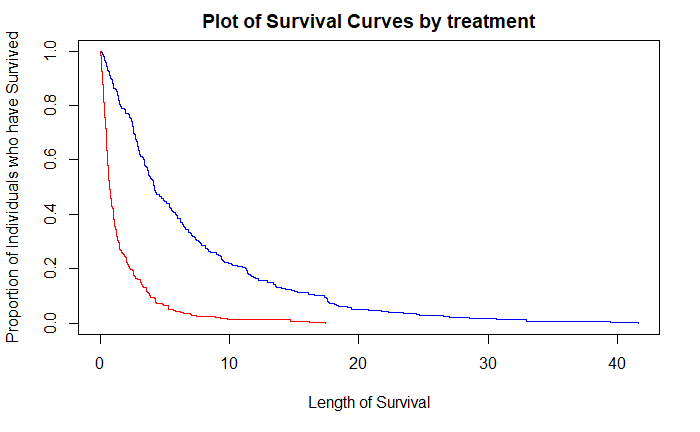 Plot of Survival Curves by treatment
Proportion of Individuals who have Survived
1.0
0.8
0.6
0.4
0.2
0.0
0 10 20 30 40
Length of Survival